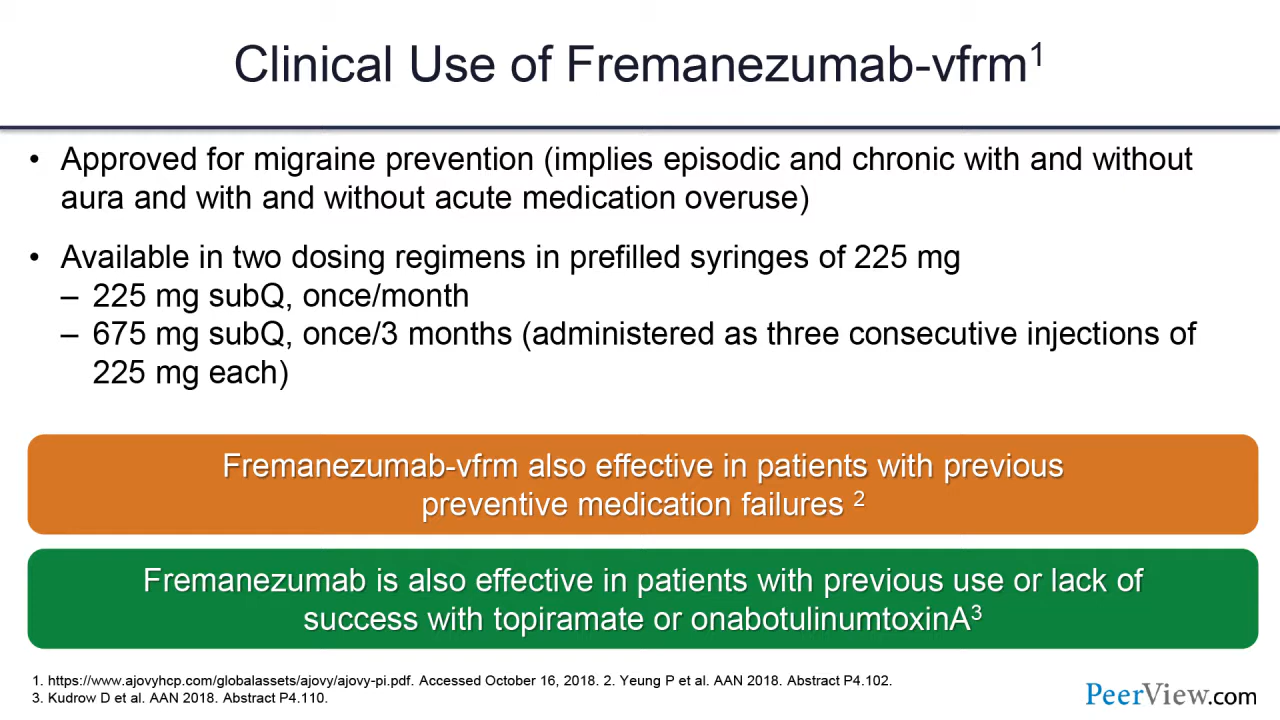 Clinical Use of Fremanezumab-vfrm¹
• Approved for migraine prevention (implies episodic and chronic with and without
aura and with and without acute medication overuse)
• Available in two dosing regimens in prefilled syringes of 225 mg
– 225 mg subQ, once/month
– 675 mg subQ, once/3 months (administered as three consecutive injections of
225 mg each)
Fremanezumab-vfrm also effective in patients with previous
preventive medication failures ²
Fremanezumab is also effective in patients with previous use or lack of
success with topiramate or onabotulinumtoxinA³
1. https://www.ajovyhcp.com/globalassets/ajovy/ajovy-pi.pdf. Accessed October 16, 2018. 2. Yeung P et al. AAN 2018. Abstract P4.102.
3. Kudrow D et al. AAN 2018. Abstract P4.110.
PeerView.com